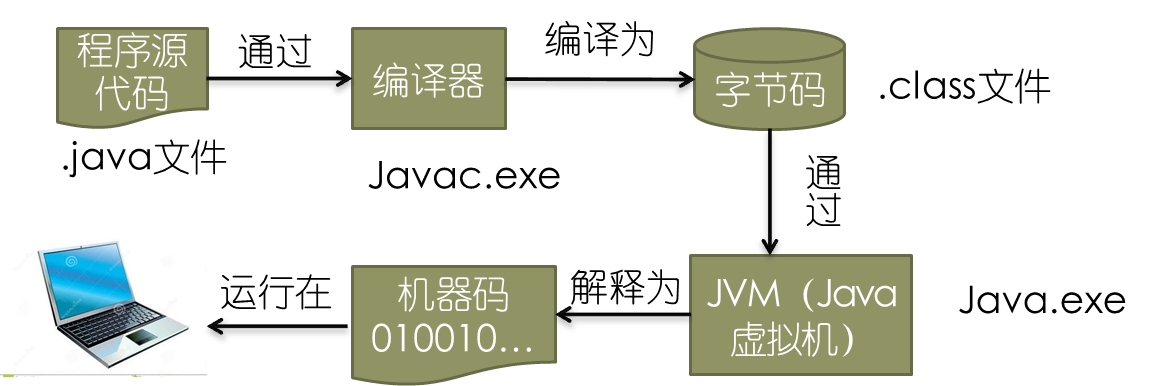 程序源
代码
通过
编译器
编译为
字节码
.class文件
.java文件
Javac.exe
通
过
运行在
机器码
010010...
解释为
JVM（Java
虚拟机）
Java.exe